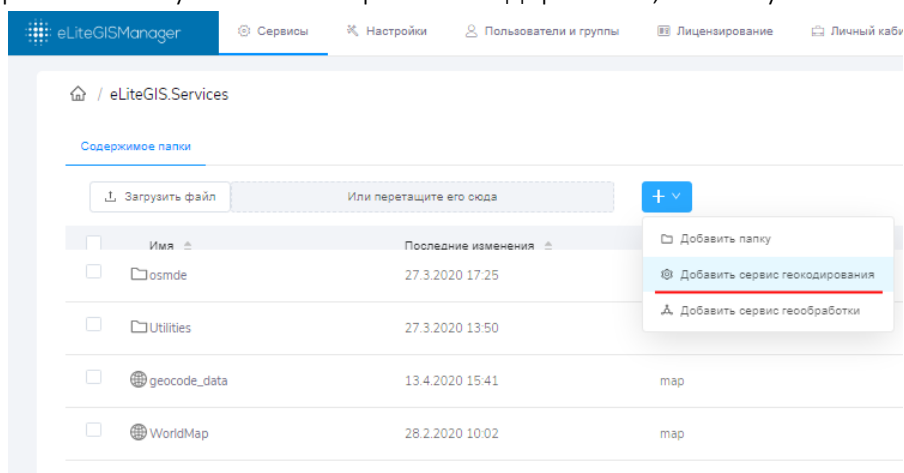 eLiteGISManager Сервисы Настройки Пользователи и группы Лицензирование Личный каби
/ eLiteGIS.Services
Содержимое папки
Загрузить файл Или перетащите его сюда
Добавить папку
Имя Последние изменения
osmde 27.3.2020 17:25 Добавить сервис геокодирования
Добавить сервис геообработки
Utilities 27.3.2020 13:50
geocode_data 13.4.2020 15:41 map
WorldMap 28.2.2020 10:02 map